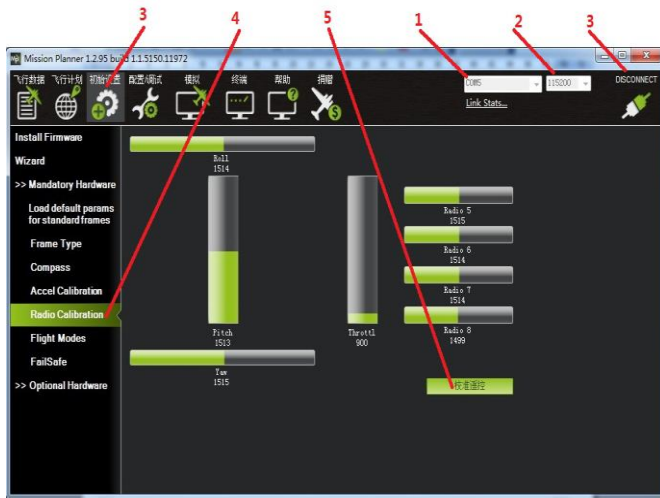 3
4
5
1
2
3
Mission Planner 1.2.95 build 1.1.5150.11972
飞行数据 飞行计划 初始设置 配置/调试 模拟 终端 帮助 捐赠
COM5
115200
DISCONNECT
Link Stats...
Install Firmware
Wizard
>> Mandatory Hardware
Load default params
for standard frames
Frame Type
Compass
Accel Calibration
Radio Calibration
Flight Modes
FailSafe
>> Optional Hardware
Roll
1514
Pitch
1513
Throttl
900
Yaw
1515
Radio 5
1515
Radio 6
1514
Radio 7
1514
Radio 8
1499
校准遥控